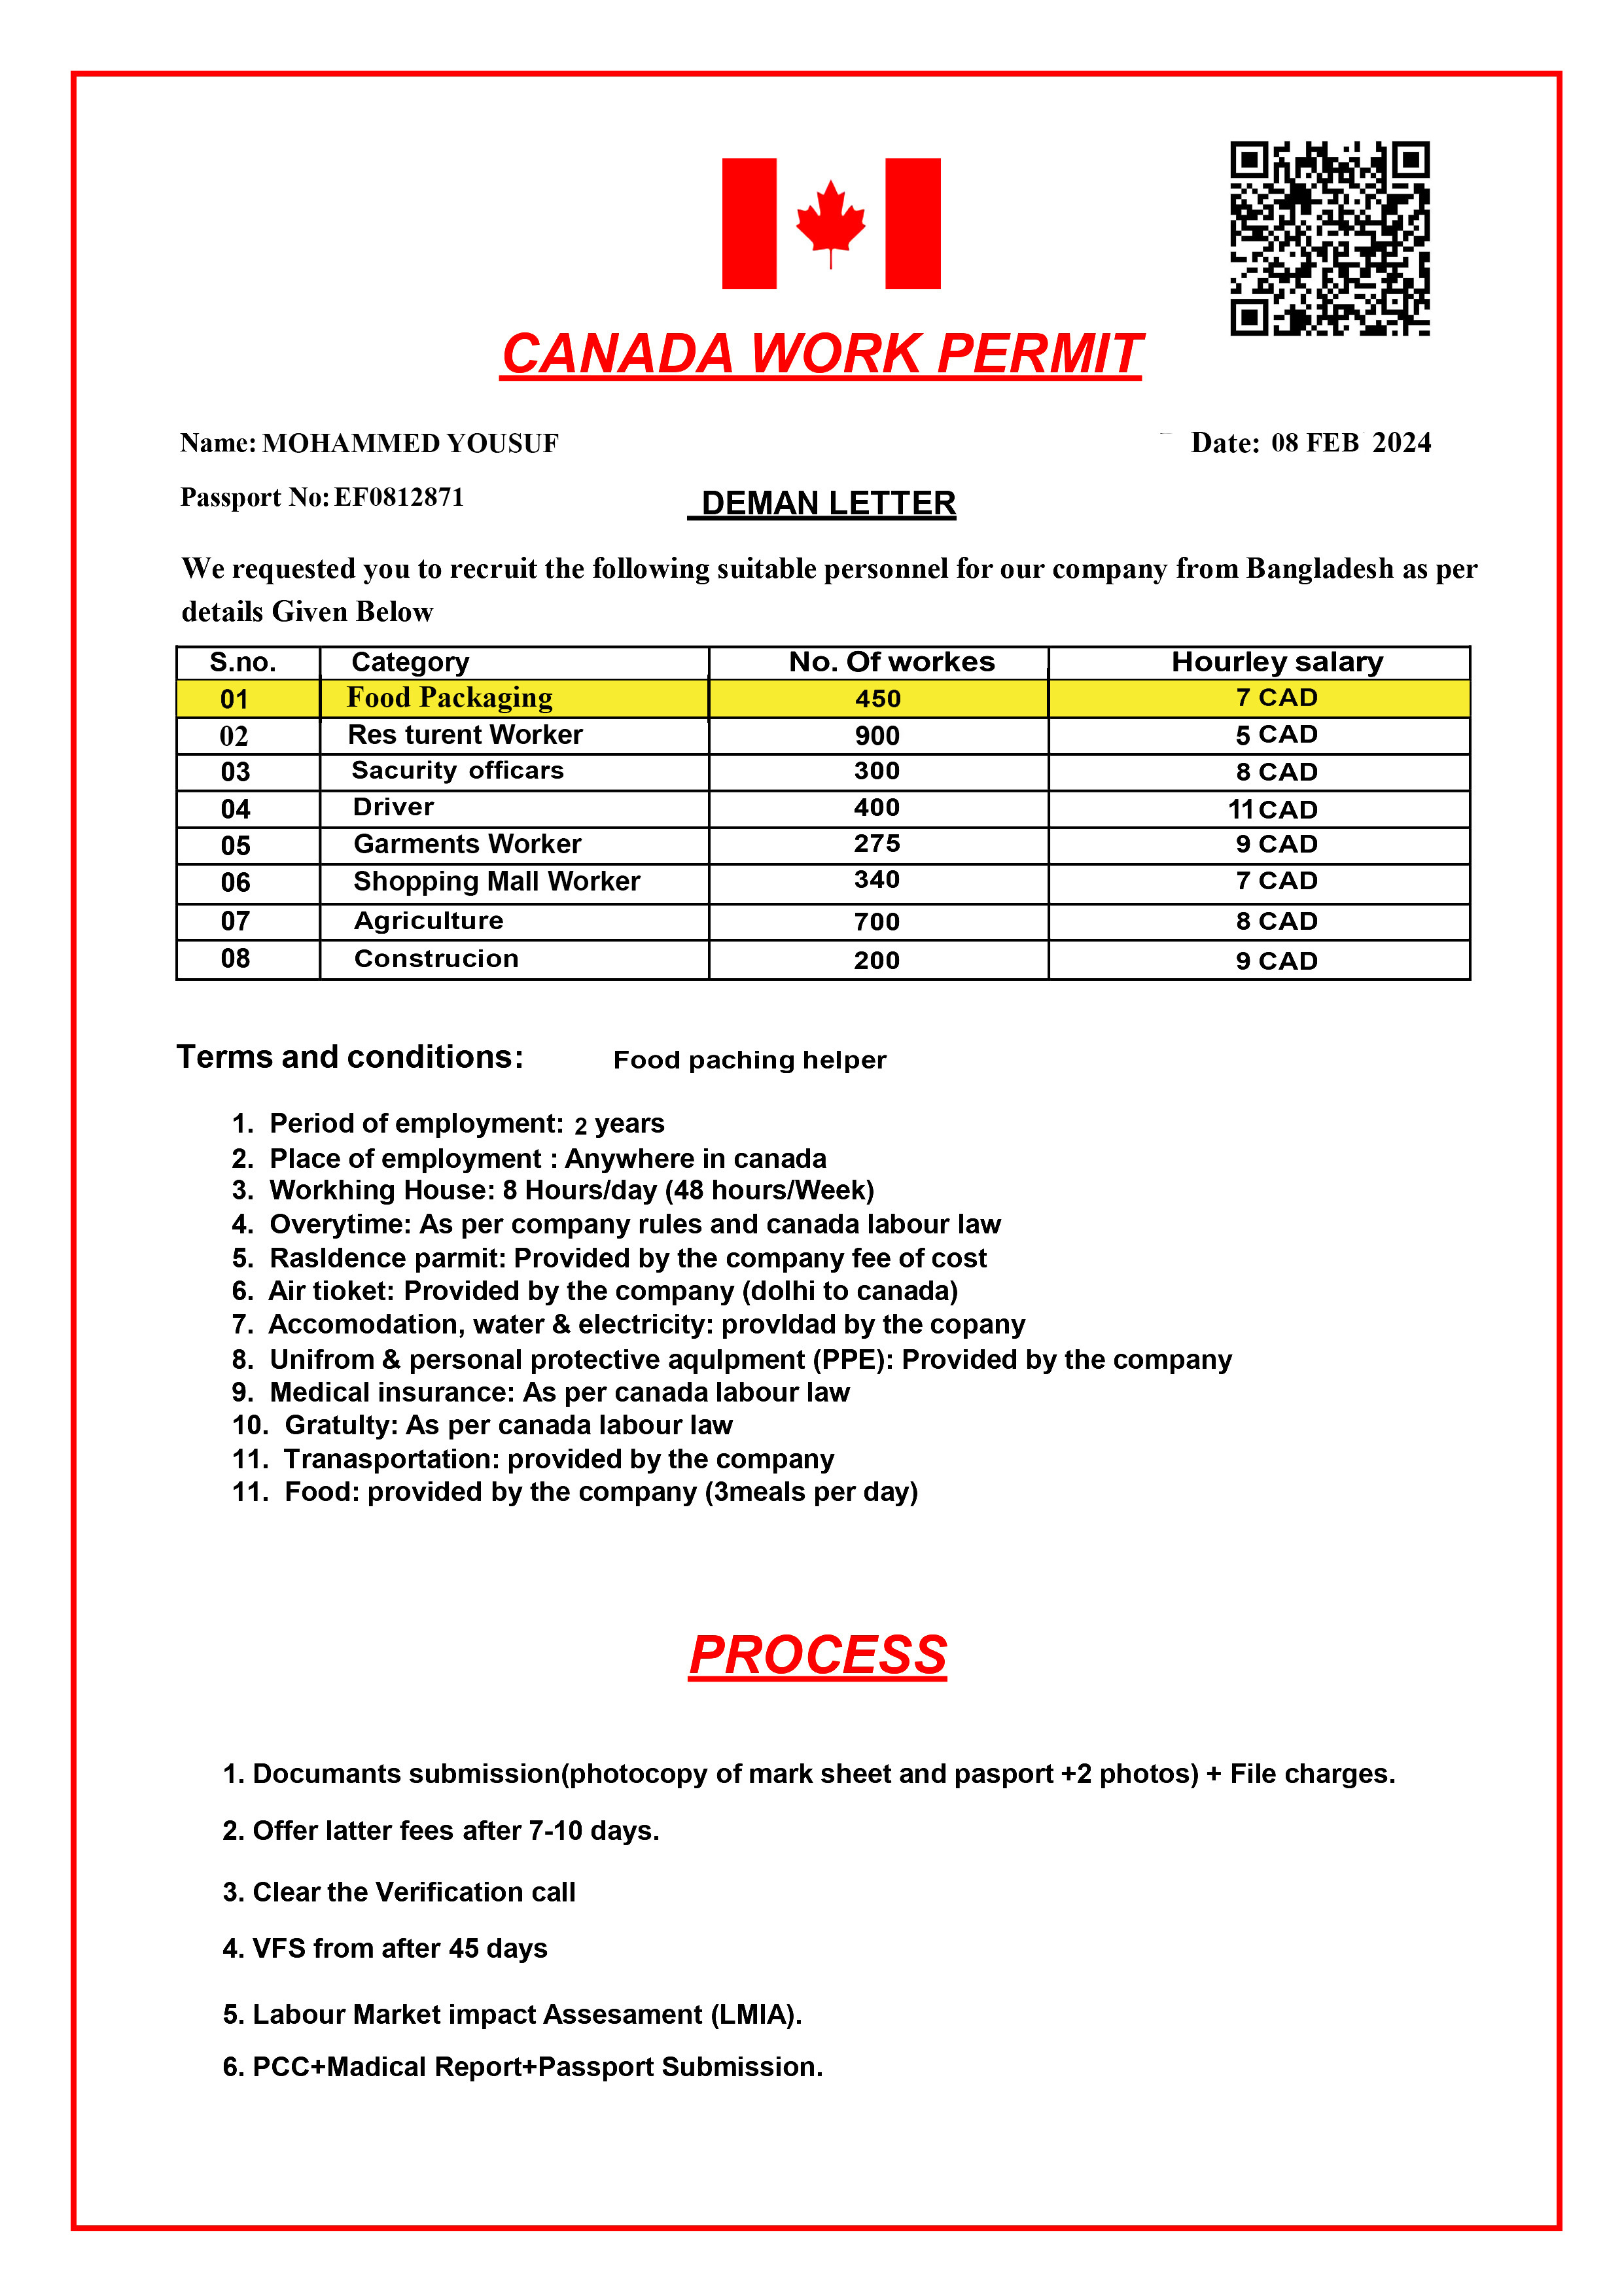 CANADA WORK PERMIT
Name: MOHAMMED YOUSUF Date: 08 FEB 2024
Passport No: EF0812871
DEMAN LETTER
We requested you to recruit the following suitable personnel for our company from Bangladesh as per
details Given Below
S.no. Category No. Of workes Hourley salary
01 Food Packaging 450 7 CAD
02 Res turent Worker 900 5 CAD
03 Sacurity officars 300 8 CAD
04 Driver 400 11 CAD
05 Garments Worker 275 9 CAD
06 Shopping Mall Worker 340 7 CAD
07 Agriculture 700 8 CAD
08 Construcion 200 9 CAD
Terms and conditions: Food paching helper
1. Period of employment: 2 years
2. Place of employment : Anywhere in canada
3. Workhing House: 8 Hours/day (48 hours/Week)
4. Overytime: As per company rules and canada labour law
5. Rasldence parmit: Provided by the company fee of cost
6. Air tioket: Provided by the company (dolhi to canada)
7. Accomodation, water & electricity: provldad by the copany
8. Unifrom & personal protective aqulpment (PPE): Provided by the company
9. Medical insurance: As per canada labour law
10. Gratulty: As per canada labour law
11. Tranasportation: provided by the company
11. Food: provided by the company (3meals per day)
PROCESS
1. Documants submission(photocopy of mark sheet and pasport +2 photos) + File charges.
2. Offer latter fees after 7-10 days.
3. Clear the Verification call
4. VFS from after 45 days
5. Labour Market impact Assesament (LMIA).
6. PCC+Madical Report+Passport Submission.